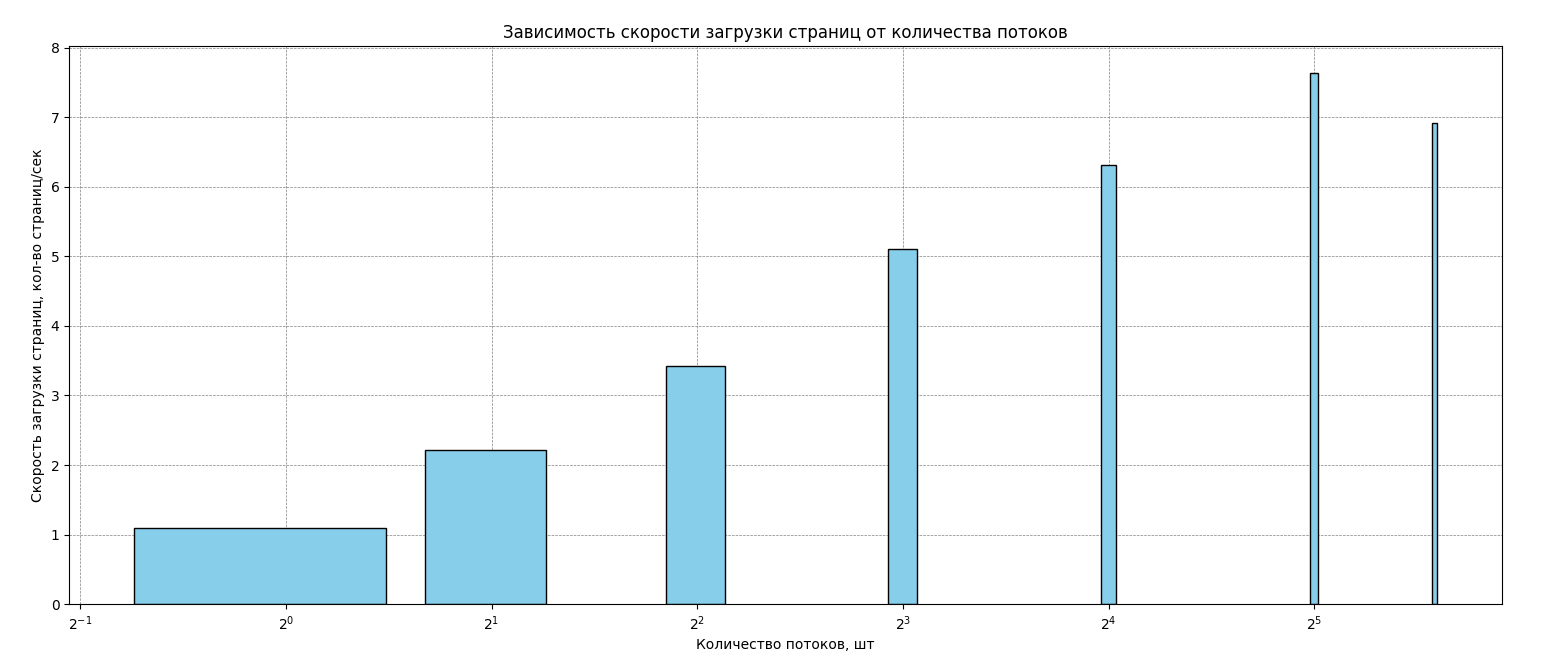 Зависимость скорости загрузки страниц от количества потоков
Скорость загрузки страниц, кол-во страниц/сек
8
7
6
5
4
3
2
1
0
2⁻¹ 2⁰ 2¹ 2² 2³ 2⁴ 2⁵
Количество потоков, шт